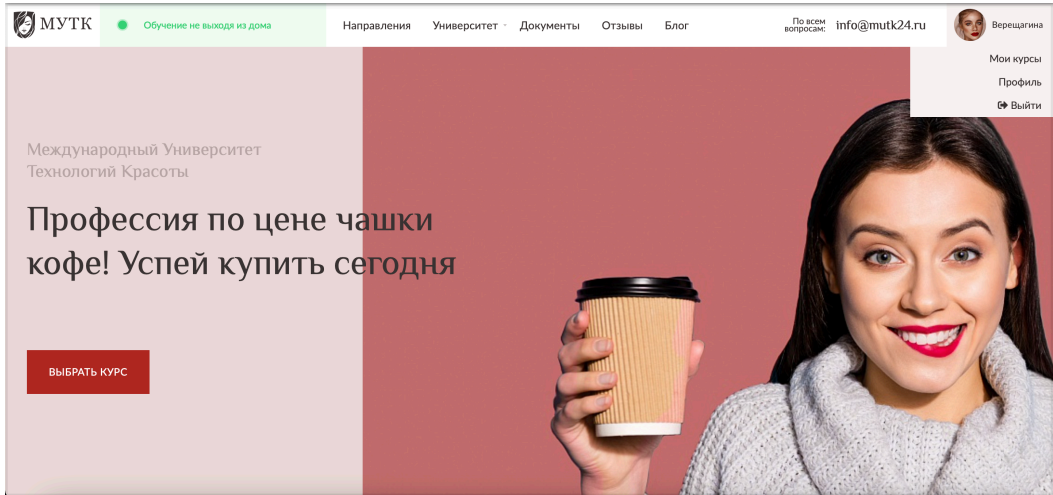 МУТК
Обучение не выходя из дома
Направления
Университет
Документы
Отзывы
Блог
По всем
вопросам:
info@mutk24.ru
Верещагина
Мои курсы
Профиль
Выйти
Международный Университет
Технологий Красоты
Профессия по цене чашки
кофе! Успей купить сегодня
ВЫБРАТЬ КУРС